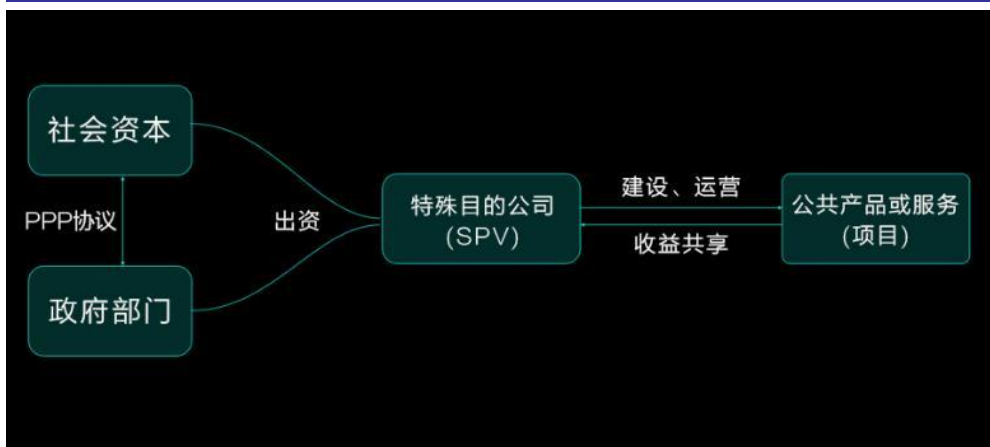 社会资本
PPP协议
政府部门
出资
特殊目的公司
(SPV)
建设、运营
收益共享
公共产品或服务
(项目)